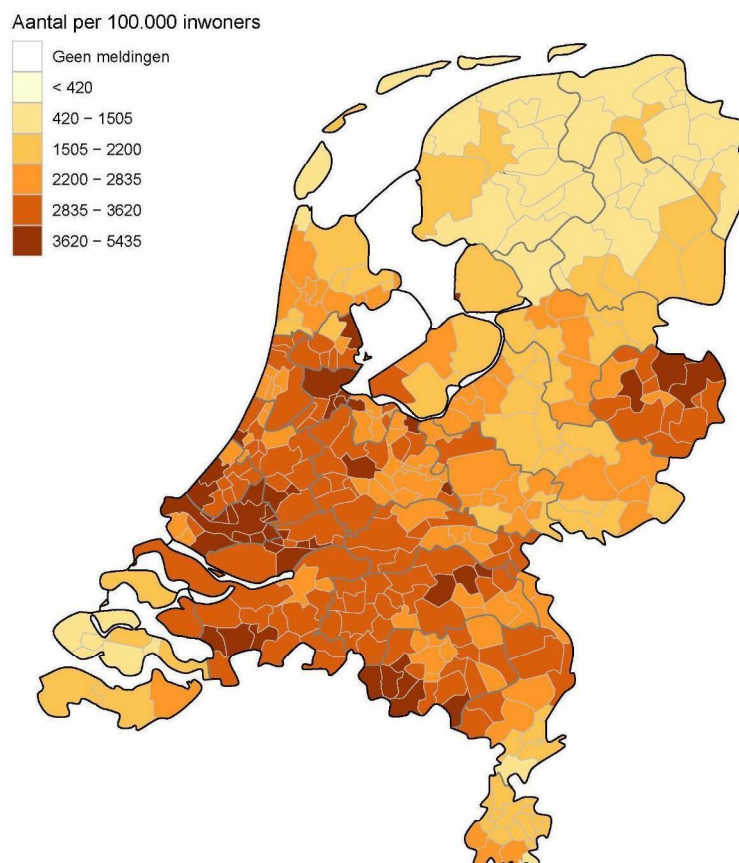 Aantal per 100.000 inwoners
Geen meldingen
< 420
420 − 1505
1505 − 2200
2200 − 2835
2835 − 3620
3620 − 5435